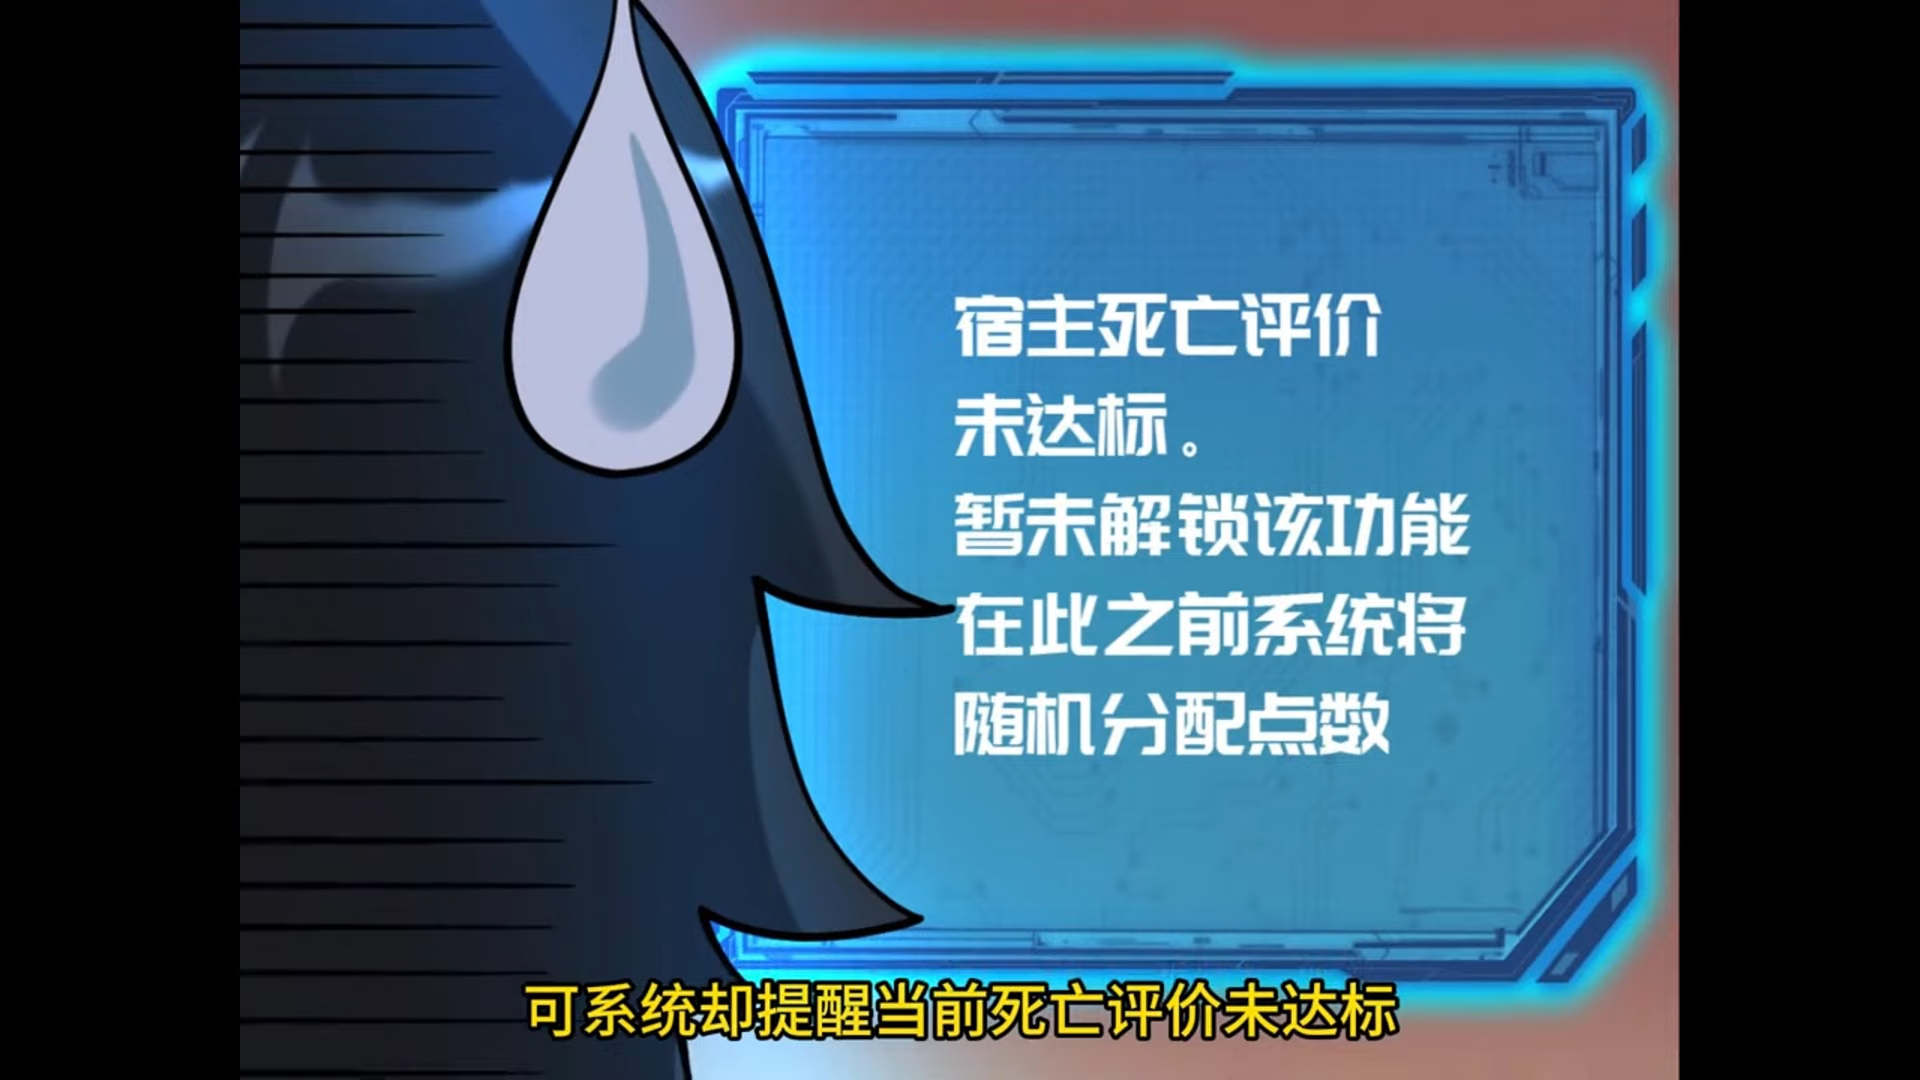 宿主死亡评价
未达标。
暂未解锁该功能
在此之前系统将
随机分配点数
可系统却提醒当前死亡评价未达标